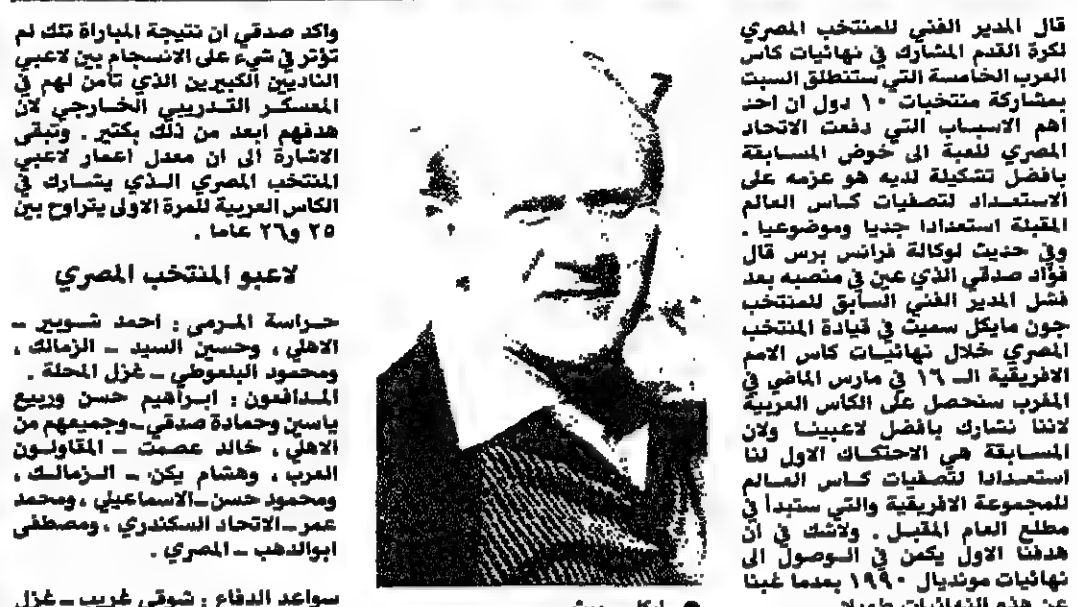 قال المدير الفني للمنتخب المصري
لكرة القدم المشارك في نهائيات كاس
العرب الخامسة التي ستنطلق السبت
بمشاركة منتخبات ١٠ دول ان احد
اهم الاسباب التي دفعت الاتحاد
المصري للعبة الى خوض المسابقة
بافضل تشكيلة لديه هو عزمه على
الاستعداد لتصفيات كاس العالم
المقبلة استعدادا جديا وموضوعيا .
وفي حديث لوكالة فرانس برس قال
فؤاد صدقي الذي عين في منصبه بعد
فشل المدير الفني السابق للمنتخب
جون مايكل سميث في قيادة المنتخب
المصري خلال نهائيات كاس الامم
الافريقية الـ ١٦ في مارس الماضي في
المغرب سنحصل على الكاس العربية
لاننا نشارك بافضل لاعبينا ولان
المسابقة هي الاحتكاك الاول لنا
استعدادا لتصفيات كاس العالم
للمجموعة الافريقية والتي ستبدأ في
مطلع العام المقبل . ولاشك في ان
هدفنا الاول يكمن في الوصول الى
نهائيات مونديال ١٩٩٠ بعدما غبنا
عن هذه النهائيات طويلا
واكد صدقي ان نتيجة المباراة تلك لم
تؤثر في شيء على الانسجام بين لاعبي
الناديين الكبيرين الذي تامن لهم في
المعسكر التدريبي الخارجي لان
هدفهم ابعد من ذلك بكثير . وتبقى
الاشارة الى ان معدل اعمار لاعبي
المنتخب المصري الذي يشارك في
الكاس العربية للمرة الاولى يتراوح بين
٢٥ و٢٦ عاما .
لاعبو المنتخب المصري
حراسة المرمى : احمد شوبير ـ
الاهلي ، وحسين السيد ـ الزمالك ،
ومحمود البلعوطي ـ غزل المحلة .
المدافعون : ابراهيم حسن وربيع
ياسين وحمادة صدقي ـ وجميعهم من
الاهلي ، خالد عصمت ـ المقاولون
العرب ، وهشام يكن ـ الزمالك ،
ومحمود حسن ـ الاسماعيلي ، ومحمد
عمر ـ الاتحاد السكندري ، ومصطفى
ابوالدهب ـ المصري .
سواعد الدفاع : شوقي غريب ـ غزل